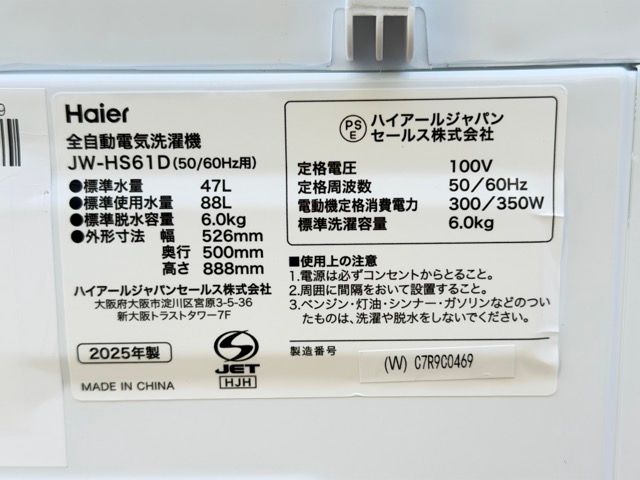 Haier
全自動電気洗濯機
JW-HS61D(50/60Hz用)
●標準水量 47L
●標準使用水量 88L
●標準脱水容量 6.0kg
●外形寸法 幅 526mm
奥行 500mm
高さ 888mm
ハイアールジャパンセールス株式会社
大阪府大阪市淀川区宮原3-5-36
新大阪トラストタワー7F
2025年製
MADE IN CHINA
S
JET
HJH
PS
E
ハイアールジャパン
セールス株式会社
定格電圧 100V
定格周波数 50/60Hz
電動機定格消費電力 300/350W
標準洗濯容量 6.0kg
■使用上の注意
1.電源は必ずコンセントからとること。
2.周囲に間隔をおいて設置すること。
3.ベンジン・灯油・シンナー・ガソリンなどのつい
たものは、洗濯や脱水をしないでください。
製造番号
(W) C7R9C0469
9